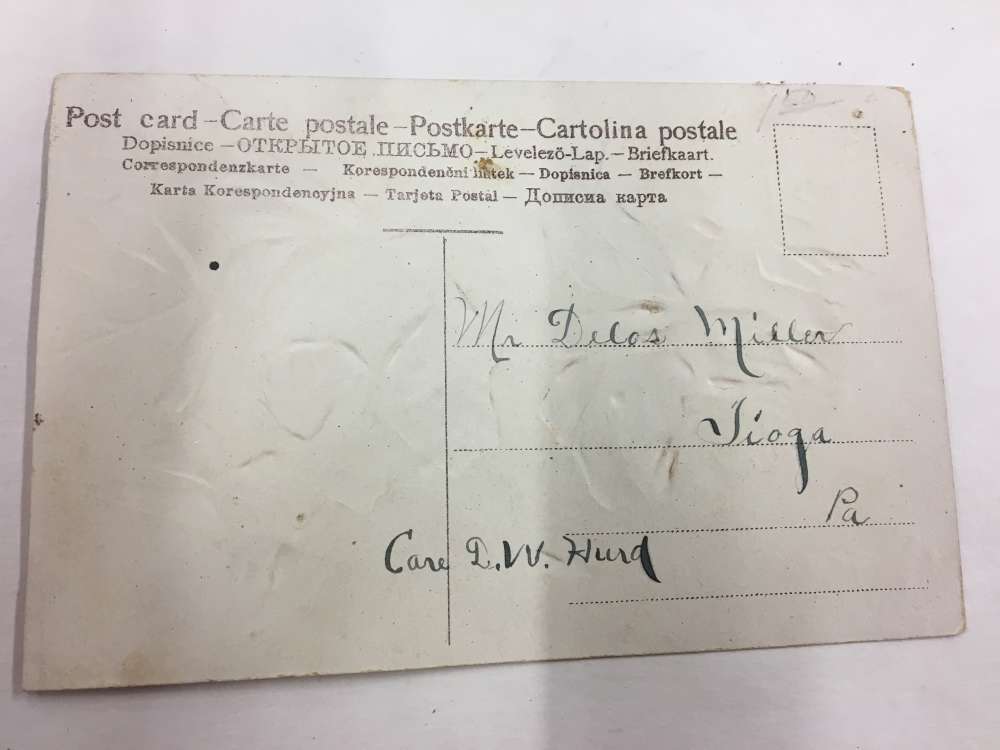 Post card – Carte postale – Postkarte – Cartolina postale
Dopisnice – ОТКРЫТОЕ ПИСЬМО – Levelező-Lap. – Briefkaart.
Correspondenzkarte – Korespondenční lístek – Dopisnica – Brefkort –
Karta Korespondencyjna – Tarjeta Postal – Дописна карта
Mr Delos Miller
Tioga
Pa
Care D.W. Hurd